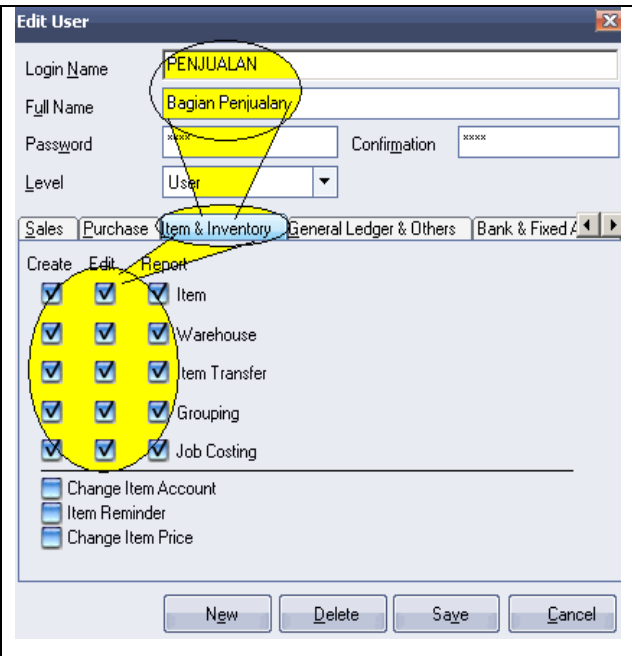 Edit User
Login Name PENJUALAN
Full Name Bagian Penjualan
Password **** Confirmation ****
Level User
Sales Purchase Item & Inventory General Ledger & Others Bank & Fixed A
Create Edit Report
Item
Warehouse
Item Transfer
Grouping
Job Costing
Change Item Account
Item Reminder
Change Item Price
New Delete Save Cancel